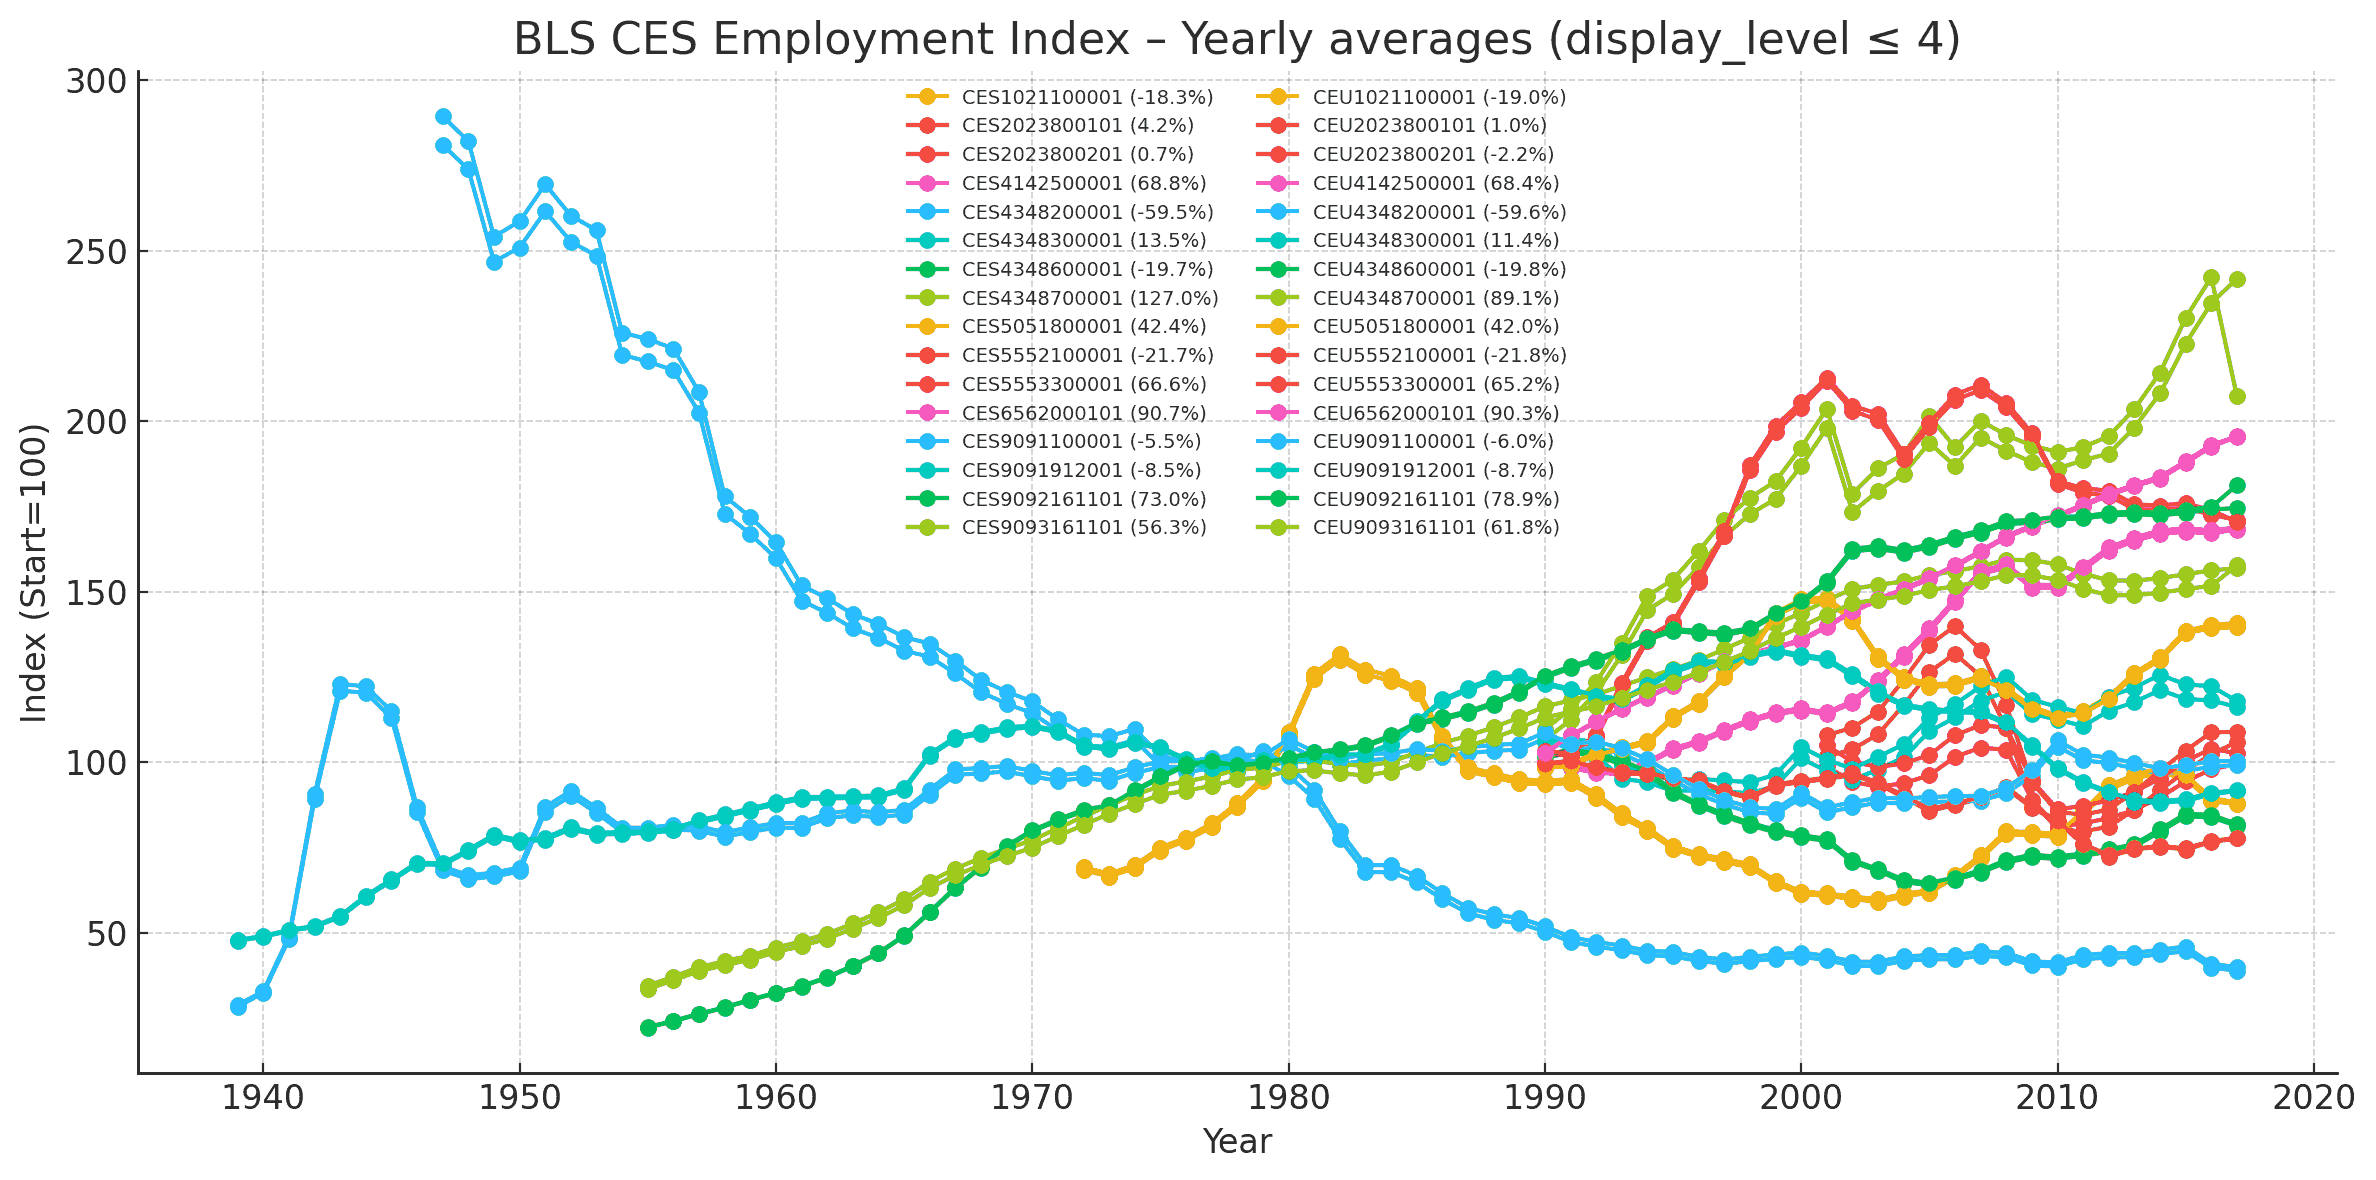 BLS CES Employment Index – Yearly averages (display_level ≤ 4)
Index (Start=100)
300
250
200
150
100
50
CES1021100001 (-18.3%)
CES2023800101 (4.2%)
CES2023800201 (0.7%)
CES4142500001 (68.8%)
CES4348200001 (-59.5%)
CES4348300001 (13.5%)
CES4348600001 (-19.7%)
CES4348700001 (127.0%)
CES5051800001 (42.4%)
CES5552100001 (-21.7%)
CES5553300001 (66.6%)
CES6562000101 (90.7%)
CES9091100001 (-5.5%)
CES9091912001 (-8.5%)
CES9092161101 (73.0%)
CES9093161101 (56.3%)
CEU1021100001 (-19.0%)
CEU2023800101 (1.0%)
CEU2023800201 (-2.2%)
CEU4142500001 (68.4%)
CEU4348200001 (-59.6%)
CEU4348300001 (11.4%)
CEU4348600001 (-19.8%)
CEU4348700001 (89.1%)
CEU5051800001 (42.0%)
CEU5552100001 (-21.8%)
CEU5553300001 (65.2%)
CEU6562000101 (90.3%)
CEU9091100001 (-6.0%)
CEU9091912001 (-8.7%)
CEU9092161101 (78.9%)
CEU9093161101 (61.8%)
1940 1950 1960 1970 1980 1990 2000 2010 2020
Year